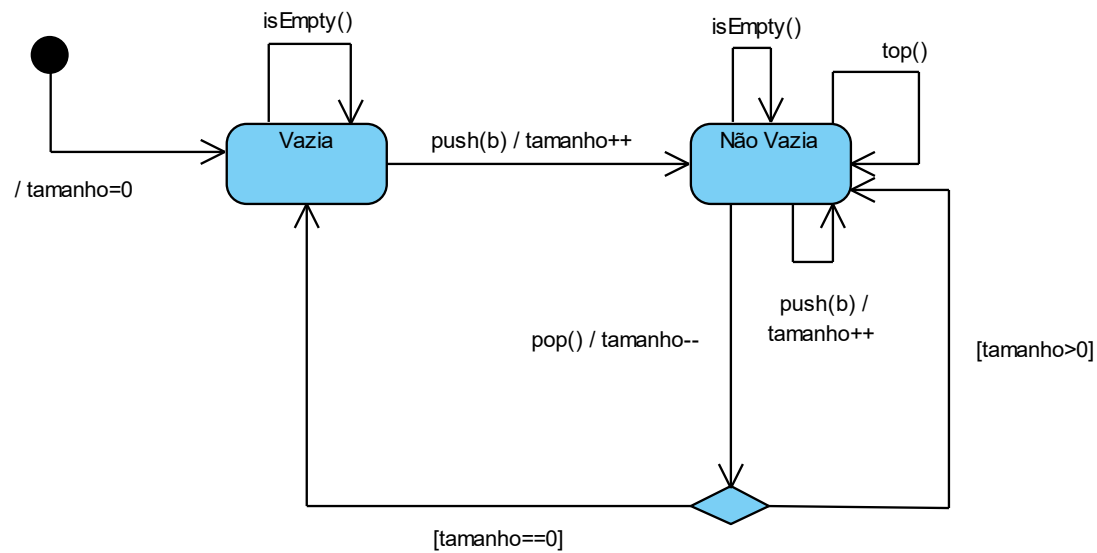 isEmpty()
isEmpty()
top()
Vazia
push(b) / tamanho++
Não Vazia
/ tamanho=0
push(b) /
tamanho++
pop() / tamanho--
[tamanho>0]
[tamanho==0]